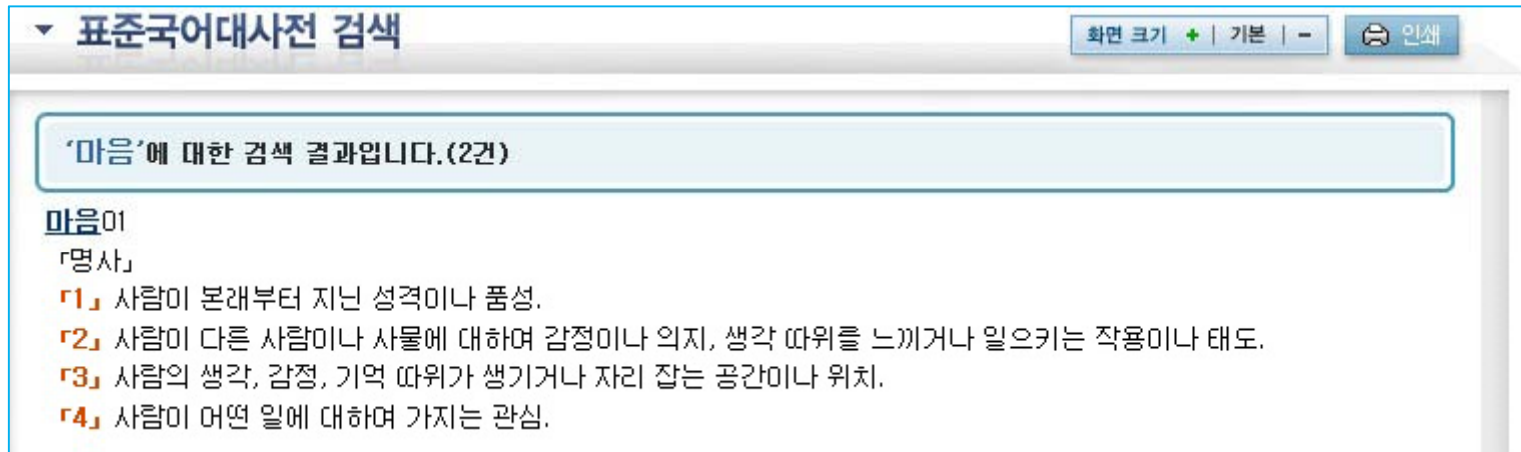 표준국어대사전 검색
화면 크기 + | 기본 | -
인쇄
‘마음’에 대한 검색 결과입니다.(2건)
마음01
「명사」
「1」 사람이 본래부터 지닌 성격이나 품성.
「2」 사람이 다른 사람이나 사물에 대하여 감정이나 의지, 생각 따위를 느끼거나 일으키는 작용이나 태도.
「3」 사람의 생각, 감정, 기억 따위가 생기거나 자리 잡는 공간이나 위치.
「4」 사람이 어떤 일에 대하여 가지는 관심.